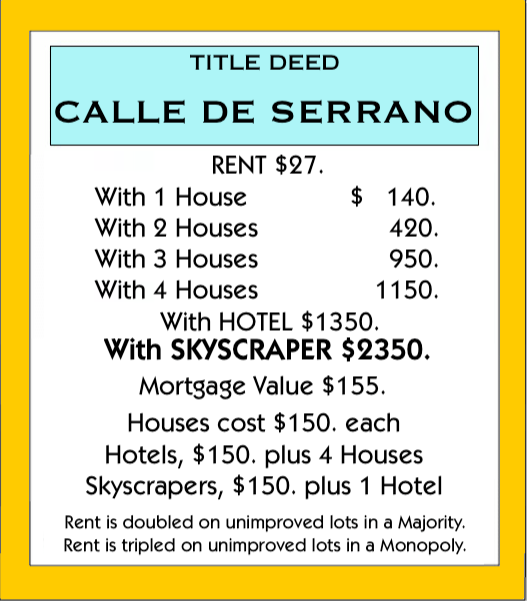 TITLE DEED
CALLE DE SERRANO
RENT $27.
With 1 House $ 140.
With 2 Houses 420.
With 3 Houses 950.
With 4 Houses 1150.
With HOTEL $1350.
With SKYSCRAPER $2350.
Mortgage Value $155.
Houses cost $150. each
Hotels, $150. plus 4 Houses
Skyscrapers, $150. plus 1 Hotel
Rent is doubled on unimproved lots in a Majority.
Rent is tripled on unimproved lots in a Monopoly.